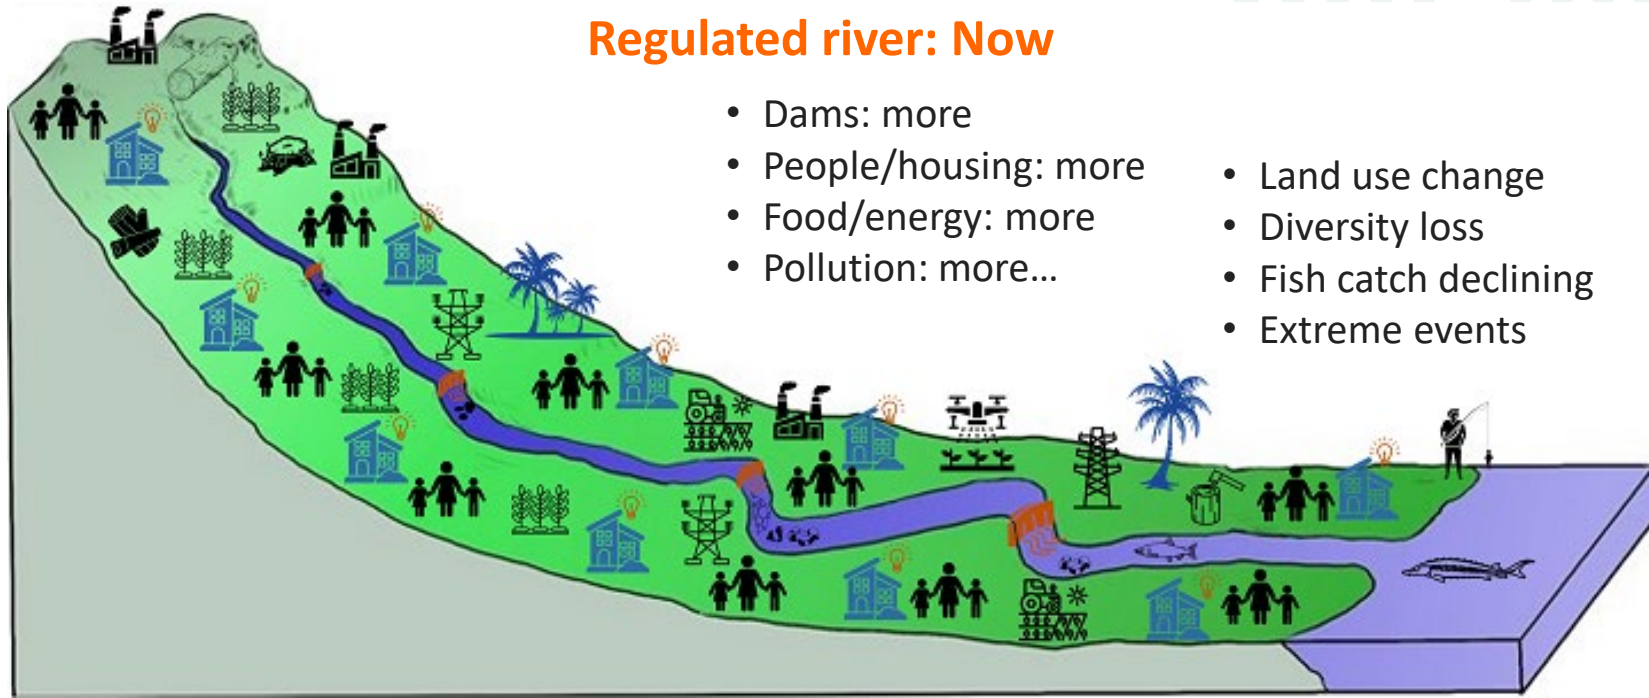 Regulated river: Now
• Dams: more
• People/housing: more
• Food/energy: more
• Pollution: more…
• Land use change
• Diversity loss
• Fish catch declining
• Extreme events